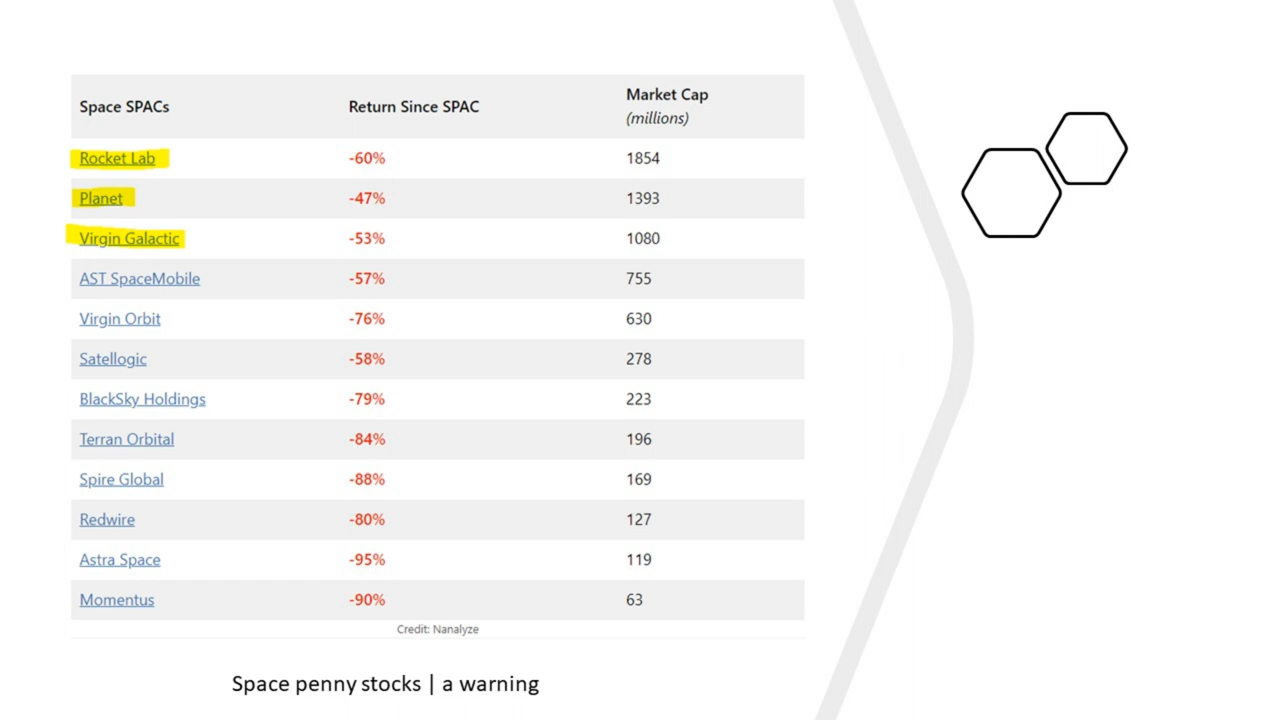 Space SPACs Return Since SPAC Market Cap
(millions)
Rocket Lab -60% 1854
Planet -47% 1393
Virgin Galactic -53% 1080
AST SpaceMobile -57% 755
Virgin Orbit -76% 630
Satellogic -58% 278
BlackSky Holdings -79% 223
Terran Orbital -84% 196
Spire Global -88% 169
Redwire -80% 127
Astra Space -95% 119
Momentus -90% 63
Credit: Nanalyze
Space penny stocks | a warning